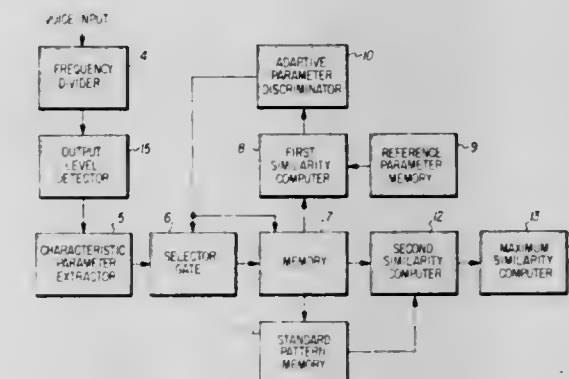 VOICE INPUT
4
FREQUENCY
DIVIDER
ADAPTIVE
PARAMETER
DISCRIMINATOR
10
15
OUTPUT
LEVEL
DETECTOR
8
FIRST
SIMILARITY
COMPUTER
REFERENCE
PARAMETER
MEMORY
9
5
CHARACTERISTIC
PARAMETER
EXTRACTOR
6
SELECTOR
GATE
7
MEMORY
12
SECOND
SIMILARITY
COMPUTER
13
MAXIMUM
SIMILARITY
COMPUTER
STANDARD
PATTERN
MEMORY